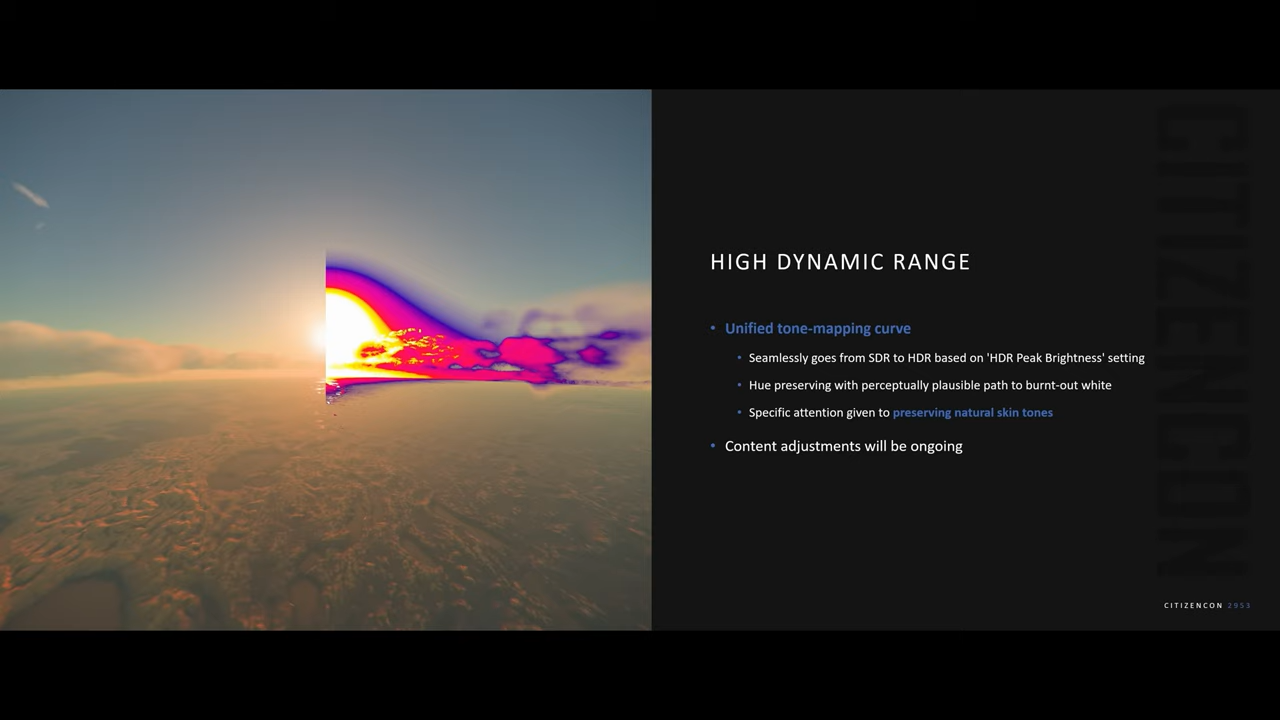 HIGH DYNAMIC RANGE
• Unified tone-mapping curve
• Seamlessly goes from SDR to HDR based on 'HDR Peak Brightness' setting
• Hue preserving with perceptually plausible path to burnt-out white
• Specific attention given to preserving natural skin tones
• Content adjustments will be ongoing
CITIZENCON
CITIZENCON 2953